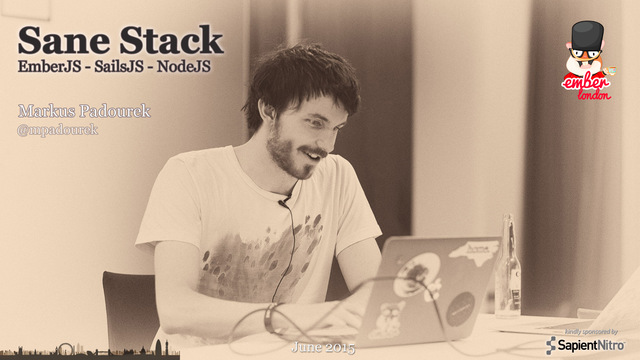 Sane Stack
EmberJS - SailsJS - NodeJS
Markus Padourek
@mpadourek
ember
london
June 2015
kindly sponsored by
SapientNitro